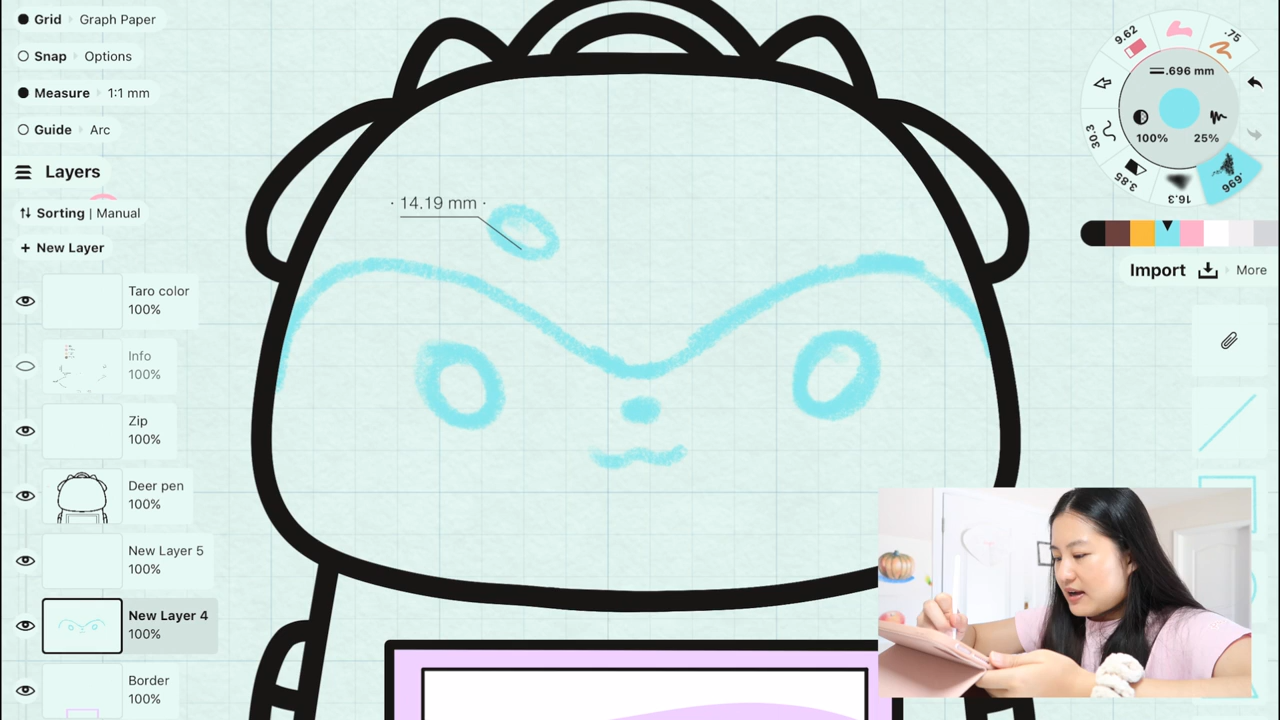 Grid › Graph Paper
Snap › Options
Measure › 1:1 mm
Guide › Arc
Layers
Sorting | Manual
+ New Layer
Taro color
100%
Info
100%
Zip
100%
Deer pen
100%
New Layer 5
100%
New Layer 4
100%
Border
100%
· 14.19 mm ·
9.62
.75
.696 mm
100%
25%
30.3
3.85
16.3
.696
Import › More